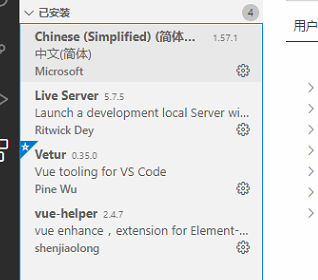 已安装
4
Chinese (Simplified) (简体...
1.57.1
中文(简体)
Microsoft
Live Server 5.7.5
Launch a development local Server wi...
Ritwick Dey
Vetur 0.35.0
Vue tooling for VS Code
Pine Wu
vue-helper 2.4.7
vue enhance，extension for Element-...
shenjiaolong
用户